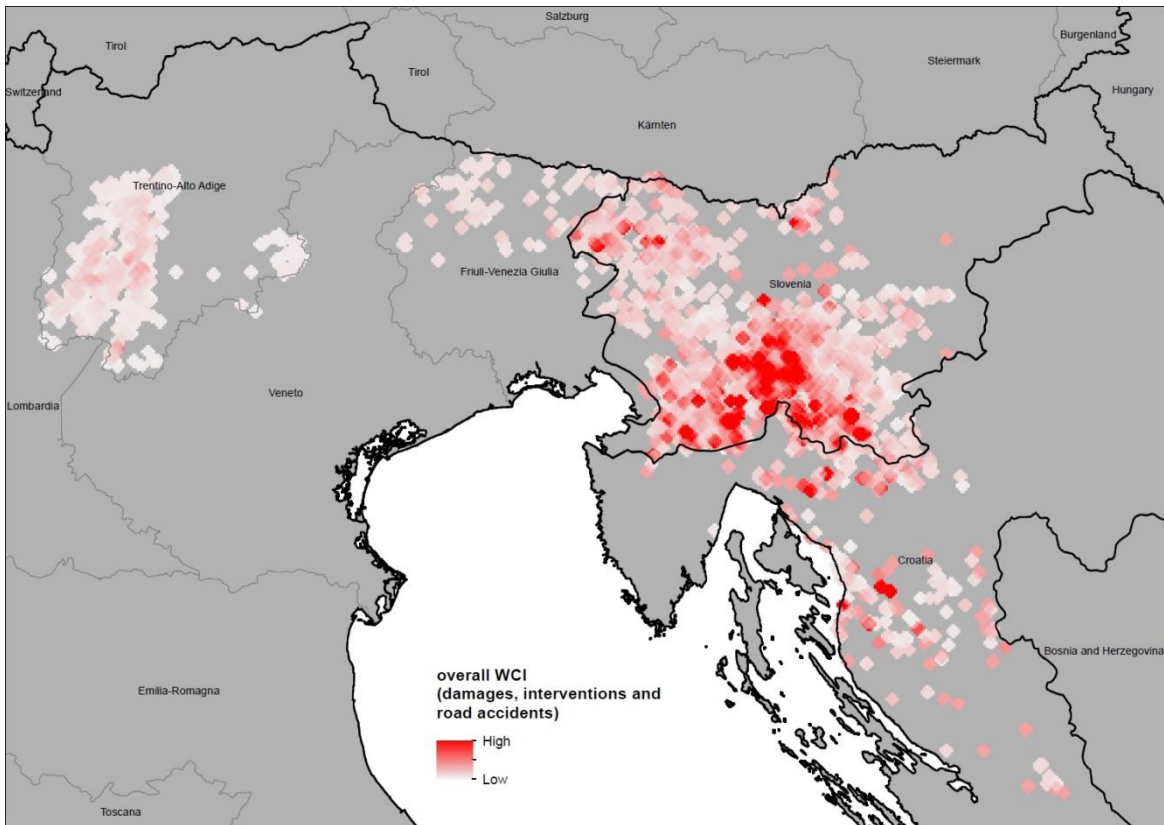 Salzburg
Burgenland
Tirol
Steiermark
Tirol
Switzerland
Hungary
Kärnten
Trentino-Alto Adige
Friuli-Venezia Giulia
Slovenia
Veneto
Lombardia
Croatia
Bosnia and Herzegovina
Emilia-Romagna
overall WCI
(damages, interventions and
road accidents)
High
Low
Toscana